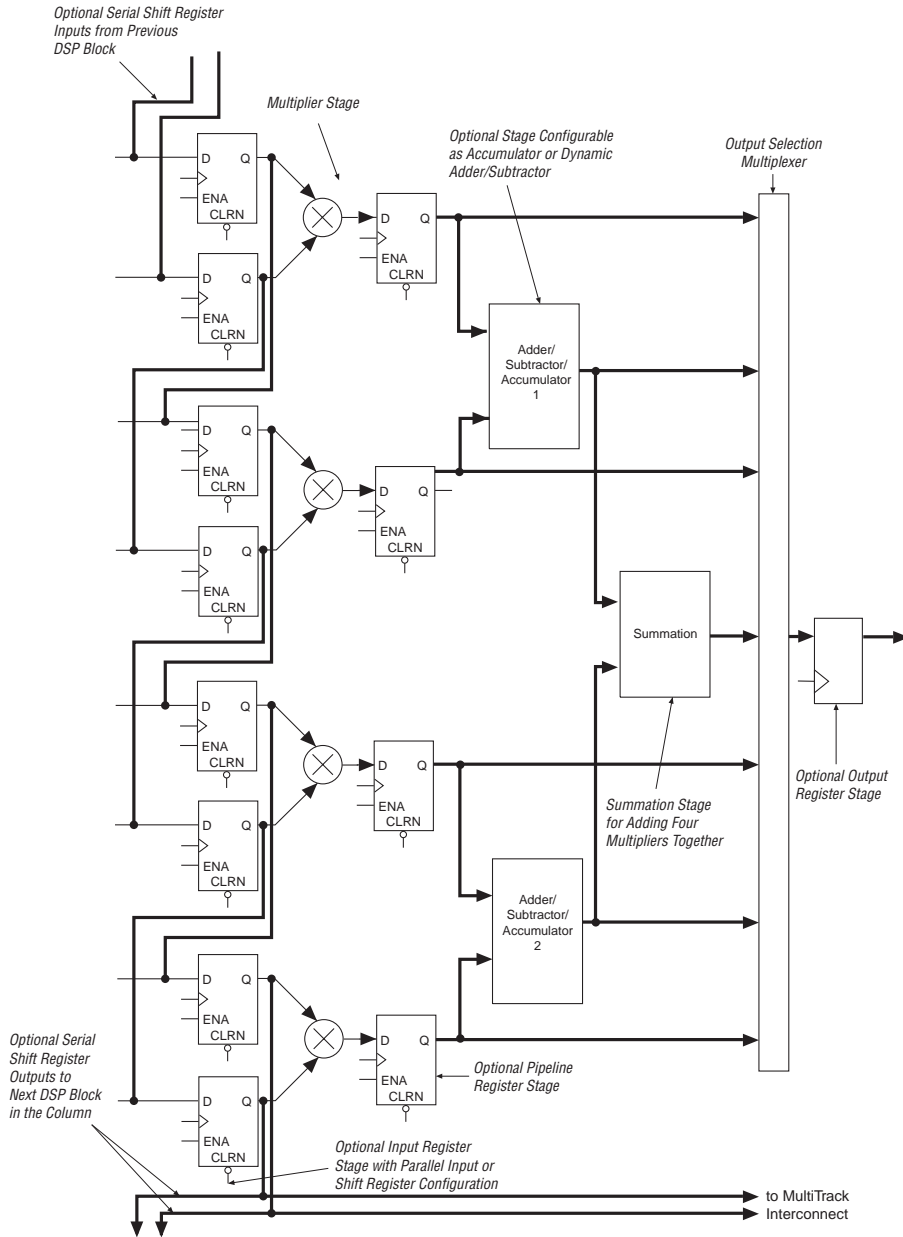 Optional Serial Shift Register
Inputs from Previous
DSP Block
Multiplier Stage
Optional Stage Configurable
as Accumulator or Dynamic
Adder/Subtractor
Output Selection
Multiplexer
D Q
ENA
CLRN
D Q
ENA
CLRN
D Q
ENA
CLRN
Adder/
Subtractor/
Accumulator
1
D Q
ENA
CLRN
D Q
ENA
CLRN
D Q
ENA
CLRN
Summation
D Q
ENA
CLRN
D Q
ENA
CLRN
D Q
ENA
CLRN
Summation Stage
for Adding Four
Multipliers Together
Optional Output
Register Stage
Adder/
Subtractor/
Accumulator
2
D Q
ENA
CLRN
D Q
ENA
CLRN
D Q
ENA
CLRN
Optional Pipeline
Register Stage
Optional Serial
Shift Register
Outputs to
Next DSP Block
in the Column
Optional Input Register
Stage with Parallel Input or
Shift Register Configuration
to MultiTrack
Interconnect